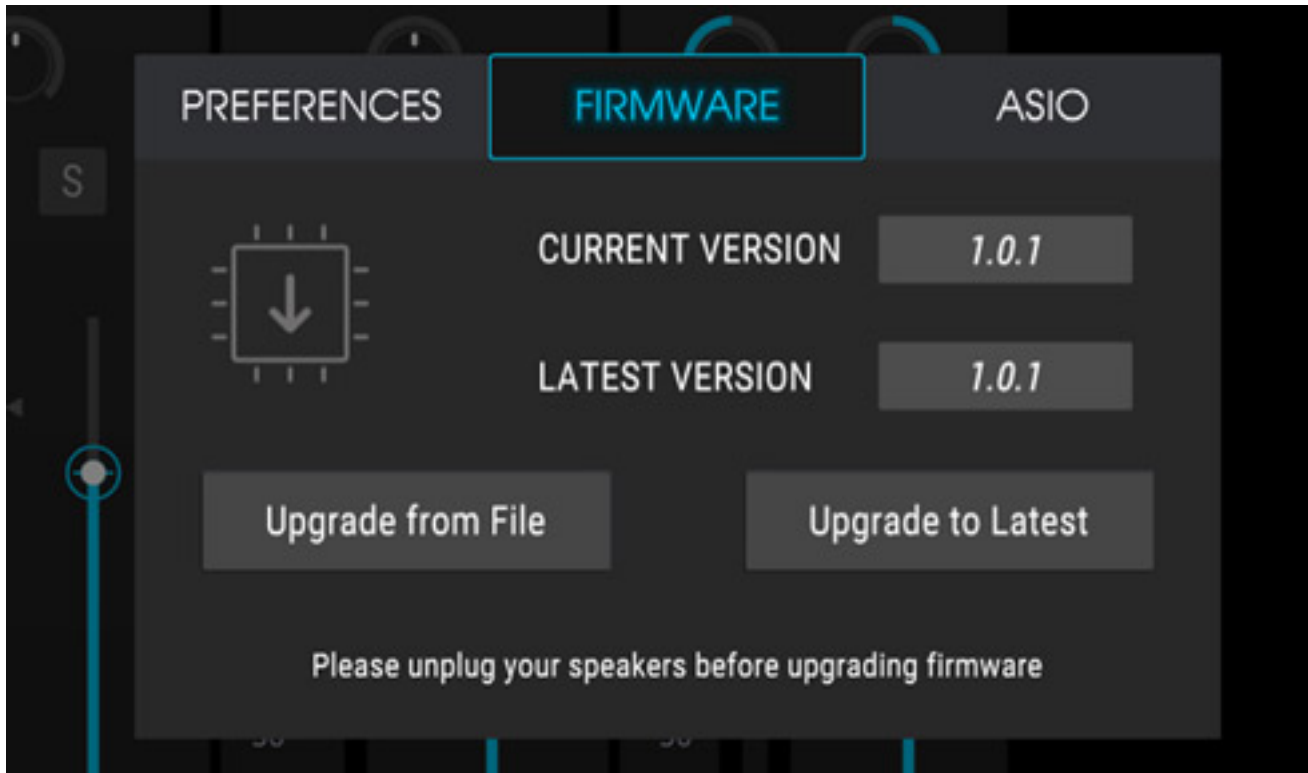 PREFERENCES FIRMWARE ASIO
S
CURRENT VERSION 1.0.1
LATEST VERSION 1.0.1
Upgrade from File Upgrade to Latest
Please unplug your speakers before upgrading firmware